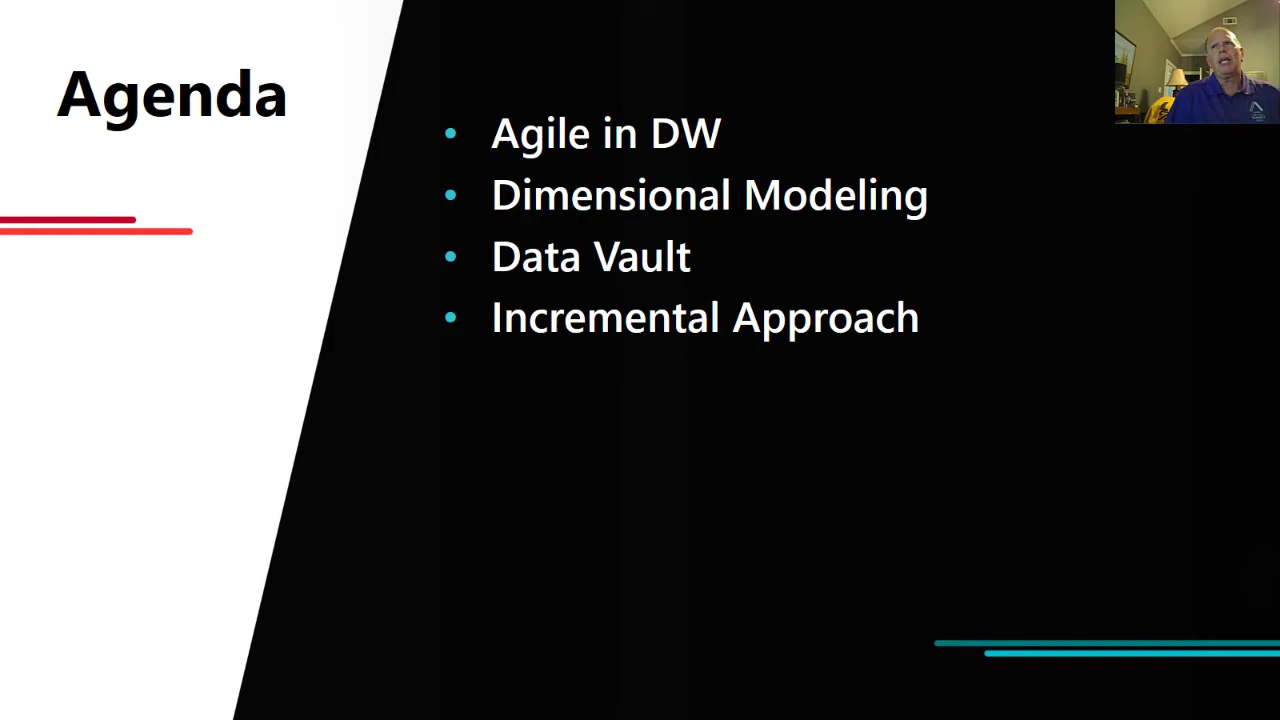 Agenda
• Agile in DW
• Dimensional Modeling
• Data Vault
• Incremental Approach